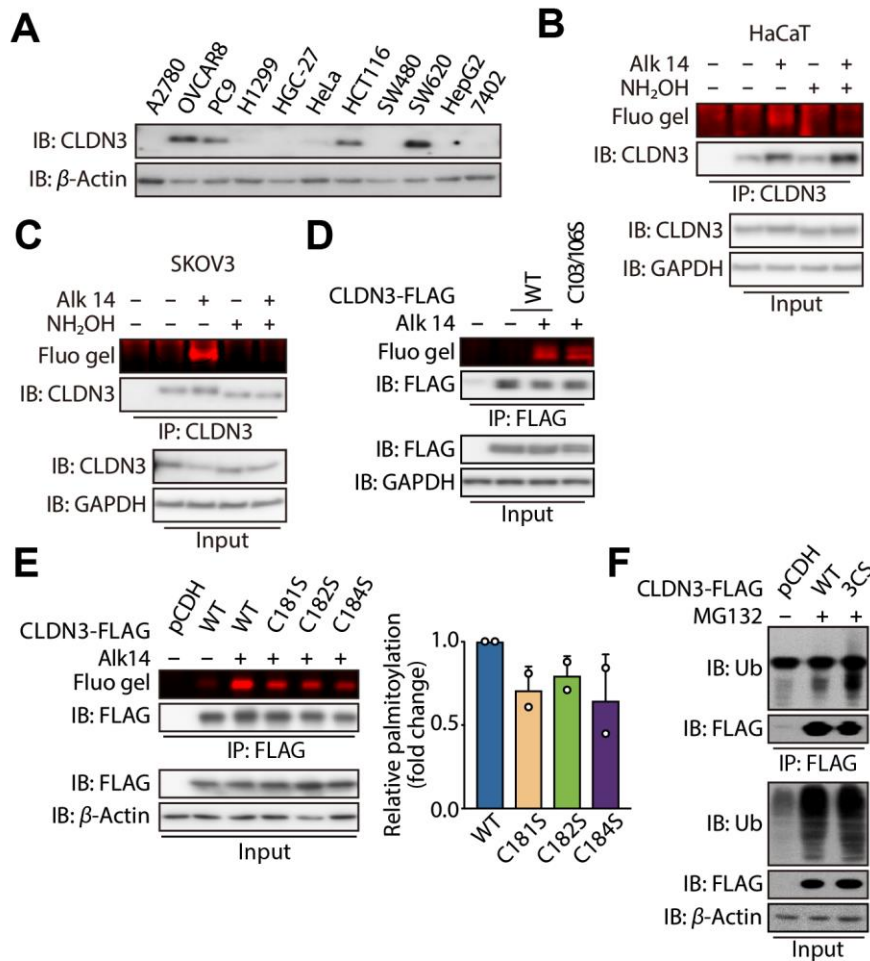 A
A2780 OVCAR8 PC9 H1299 HGC-27 HeLa HCT116 SW480 SW620 HepG2 7402
IB: CLDN3
IB: β-Actin
B
HaCaT
Alk 14 – – + – +
NH₂OH – – – + +
Fluo gel
IB: CLDN3
IP: CLDN3
IB: CLDN3
IB: GAPDH
Input
C
SKOV3
Alk 14 – – + – +
NH₂OH – – – + +
Fluo gel
IB: CLDN3
IP: CLDN3
IB: CLDN3
IB: GAPDH
Input
D
CLDN3-FLAG WT C103/106S
Alk 14 – – + +
Fluo gel
IB: FLAG
IP: FLAG
IB: FLAG
IB: GAPDH
Input
E
CLDN3-FLAG pCDH WT WT C181S C182S C184S
Alk14 – – + + + +
Fluo gel
IB: FLAG
IP: FLAG
IB: FLAG
IB: β-Actin
Input
Relative palmitoylation
(fold change)
1.0
0.5
0.0
WT C181S C182S C184S
F
CLDN3-FLAG pCDH WT 3CS
MG132 – + +
IB: Ub
IB: FLAG
IP: FLAG
IB: Ub
IB: FLAG
IB: β-Actin
Input